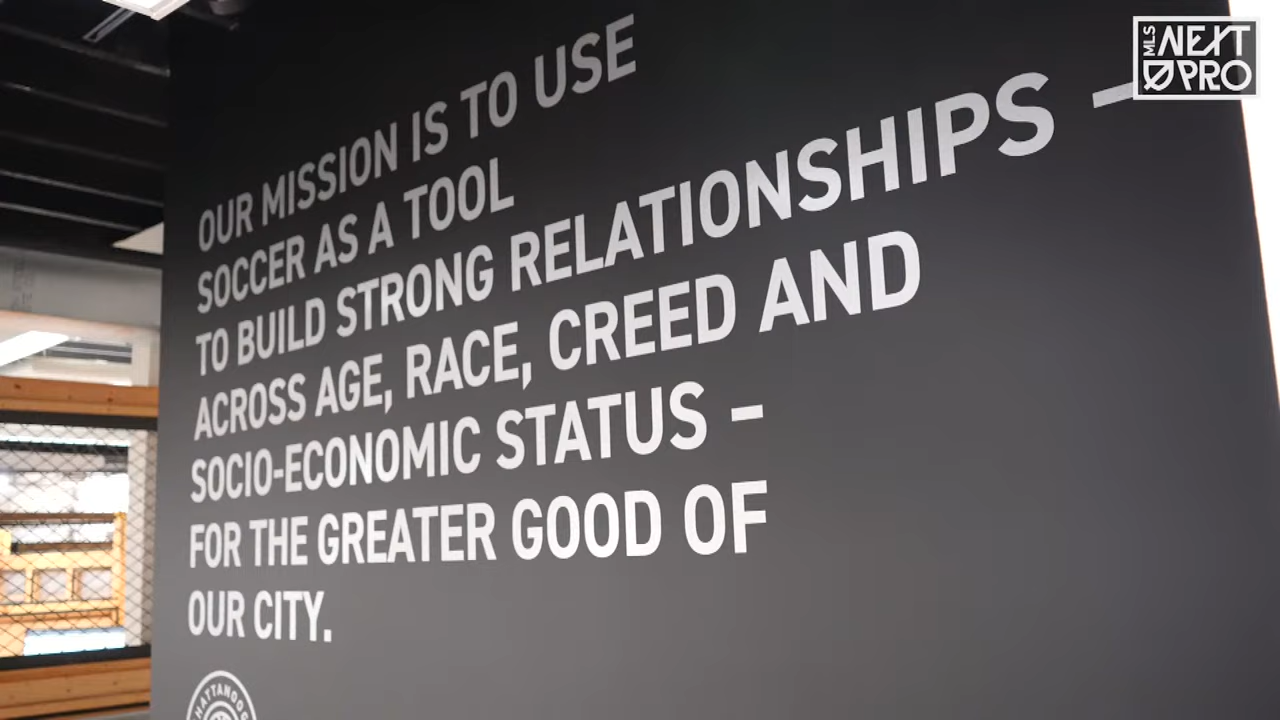 OUR MISSION IS TO USE
SOCCER AS A TOOL
TO BUILD STRONG RELATIONSHIPS –
ACROSS AGE, RACE, CREED AND
SOCIO-ECONOMIC STATUS –
FOR THE GREATER GOOD OF
OUR CITY.
MLS
NEXT
PRO